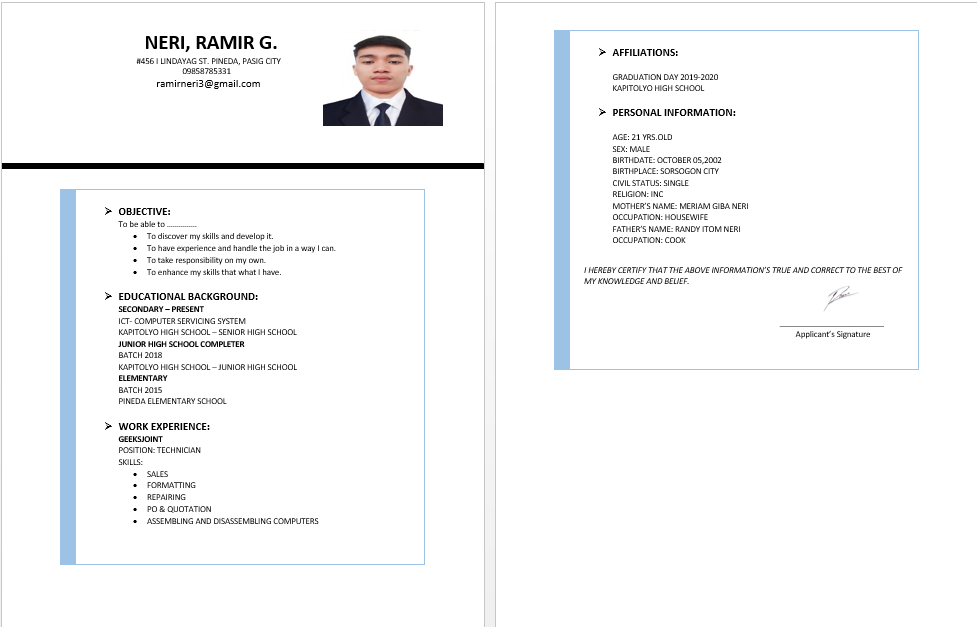 NERI, RAMIR G.
#456 I LINDAYAG ST. PINEDA, PASIG CITY
09858785331
ramirneri3@gmail.com
OBJECTIVE:
To be able to ..............
To discover my skills and develop it.
To have experience and handle the job in a way I can.
To take responsibility on my own.
To enhance my skills that what I have.
EDUCATIONAL BACKGROUND:
SECONDARY – PRESENT
ICT- COMPUTER SERVICING SYSTEM
KAPITOLYO HIGH SCHOOL – SENIOR HIGH SCHOOL
JUNIOR HIGH SCHOOL COMPLETER
BATCH 2018
KAPITOLYO HIGH SCHOOL – JUNIOR HIGH SCHOOL
ELEMENTARY
BATCH 2015
PINEDA ELEMENTARY SCHOOL
WORK EXPERIENCE:
GEEKSJOINT
POSITION: TECHNICIAN
SKILLS:
SALES
FORMATTING
REPAIRING
PO & QUOTATION
ASSEMBLING AND DISASSEMBLING COMPUTERS
AFFILIATIONS:
GRADUATION DAY 2019-2020
KAPITOLYO HIGH SCHOOL
PERSONAL INFORMATION:
AGE: 21 YRS.OLD
SEX: MALE
BIRTHDATE: OCTOBER 05,2002
BIRTHPLACE: SORSOGON CITY
CIVIL STATUS: SINGLE
RELIGION: INC
MOTHER'S NAME: MERIAM GIBA NERI
OCCUPATION: HOUSEWIFE
FATHER'S NAME: RANDY ITOM NERI
OCCUPATION: COOK
I HEREBY CERTIFY THAT THE ABOVE INFORMATION'S TRUE AND CORRECT TO THE BEST OF
MY KNOWLEDGE AND BELIEF.
Applicant's Signature